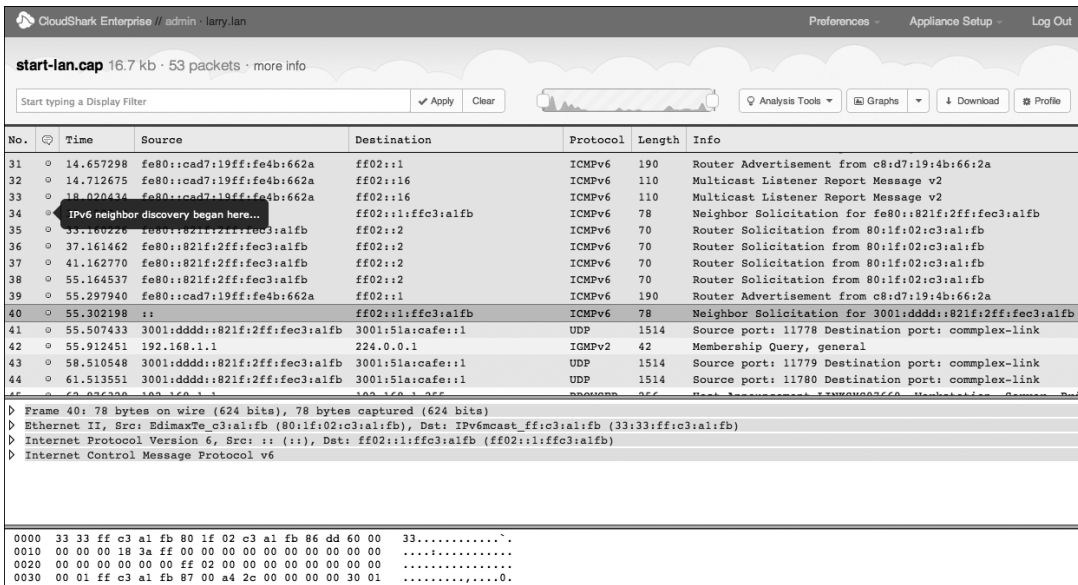 CloudShark Enterprise // admin · larry.lan Preferences Appliance Setup Log Out
start-lan.cap 16.7 kb · 53 packets · more info
Start typing a Display Filter Apply Clear Analysis Tools Graphs Download Profile
No. Time Source Destination Protocol Length Info
31 14.657298 fe80::cad7:19ff:fe4b:662a ff02::1 ICMPv6 190 Router Advertisement from c8:d7:19:4b:66:2a
32 14.712675 fe80::cad7:19ff:fe4b:662a ff02::16 ICMPv6 110 Multicast Listener Report Message v2
33 18.020434 fe80::cad7:19ff:fe4b:662a ff02::16 ICMPv6 110 Multicast Listener Report Message v2
34 IPv6 neighbor discovery began here... ff02::1:ffc3:a1fb ICMPv6 78 Neighbor Solicitation for fe80::821f:2ff:fec3:a1fb
35 33.160226 fe80::821f:2ff:fec3:a1fb ff02::2 ICMPv6 70 Router Solicitation from 80:1f:02:c3:a1:fb
36 37.161462 fe80::821f:2ff:fec3:a1fb ff02::2 ICMPv6 70 Router Solicitation from 80:1f:02:c3:a1:fb
37 41.162770 fe80::821f:2ff:fec3:a1fb ff02::2 ICMPv6 70 Router Solicitation from 80:1f:02:c3:a1:fb
38 55.164537 fe80::821f:2ff:fec3:a1fb ff02::2 ICMPv6 70 Router Solicitation from 80:1f:02:c3:a1:fb
39 55.297940 fe80::cad7:19ff:fe4b:662a ff02::1 ICMPv6 190 Router Advertisement from c8:d7:19:4b:66:2a
40 55.302198 :: ff02::1:ffc3:a1fb ICMPv6 78 Neighbor Solicitation for 3001:dddd::821f:2ff:fec3:a1fb
41 55.507433 3001:dddd::821f:2ff:fec3:a1fb 3001:51a:cafe::1 UDP 1514 Source port: 11778 Destination port: commplex-link
42 55.912451 192.168.1.1 224.0.0.1 IGMPv2 42 Membership Query, general
43 58.510548 3001:dddd::821f:2ff:fec3:a1fb 3001:51a:cafe::1 UDP 1514 Source port: 11779 Destination port: commplex-link
44 61.513551 3001:dddd::821f:2ff:fec3:a1fb 3001:51a:cafe::1 UDP 1514 Source port: 11780 Destination port: commplex-link
Frame 40: 78 bytes on wire (624 bits), 78 bytes captured (624 bits)
Ethernet II, Src: EdimaxTe_c3:a1:fb (80:1f:02:c3:a1:fb), Dst: IPv6mcast_ff:c3:a1:fb (33:33:ff:c3:a1:fb)
Internet Protocol Version 6, Src: :: (::), Dst: ff02::1:ffc3:a1fb (ff02::1:ffc3:a1fb)
Internet Control Message Protocol v6
0000 33 33 ff c3 a1 fb 80 1f 02 c3 a1 fb 86 dd 60 00 33............`.
0010 00 00 00 18 3a ff 00 00 00 00 00 00 00 00 00 00 ....:...........
0020 00 00 00 00 00 00 ff 02 00 00 00 00 00 00 00 00 ................
0030 00 01 ff c3 a1 fb 87 00 a4 2c 00 00 00 00 30 01 .........,....0.